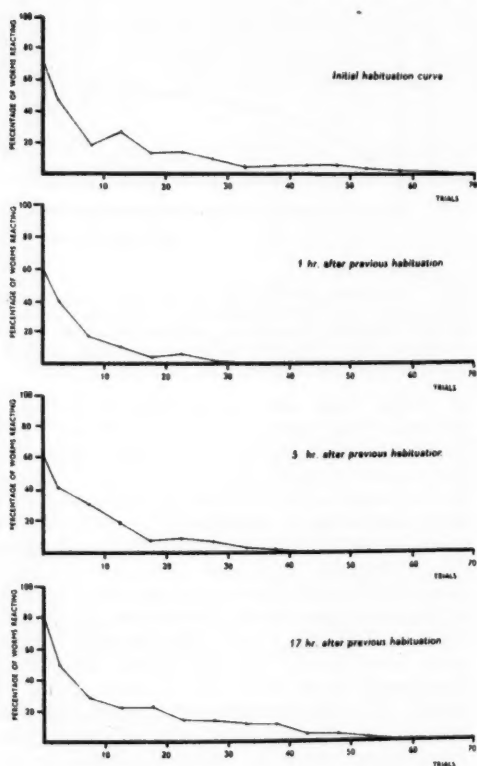 100
80
60
40
20
PERCENTAGE OF WORMS REACTING
Initial habituation curve
10 20 30 40 50 60 70
TRIALS
100
80
60
40
20
PERCENTAGE OF WORMS REACTING
1 hr. after previous habituation
10 20 30 40 50 60 70
TRIALS
100
80
60
40
20
PERCENTAGE OF WORMS REACTING
5 hr. after previous habituation
10 20 30 40 50 60 70
TRIALS
100
80
60
40
20
PERCENTAGE OF WORMS REACTING
17 hr. after previous habituation
10 20 30 40 50 60 70
TRIALS